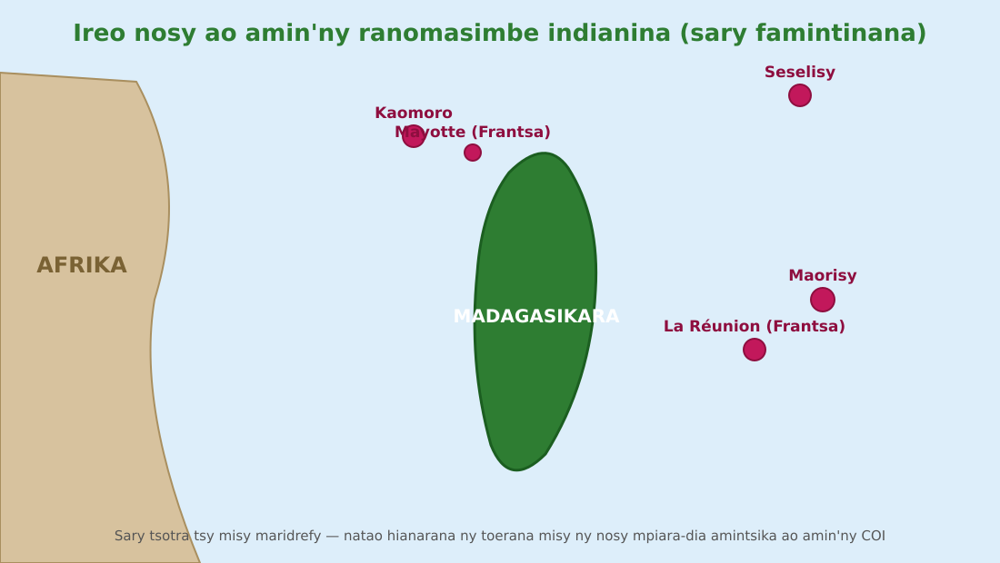 Ireo nosy ao amin'ny ranomasimbe indianina (sary famintinana)
Seselisy
Kaomoro
Mayotte (Frantsa)
AFRIKA
Maorisy
MADAGASIKARA
La Réunion (Frantsa)
Sary tsotra tsy misy maridrefy — natao hianarana ny toerana misy ny nosy mpiara-dia amintsika ao amin'ny COI